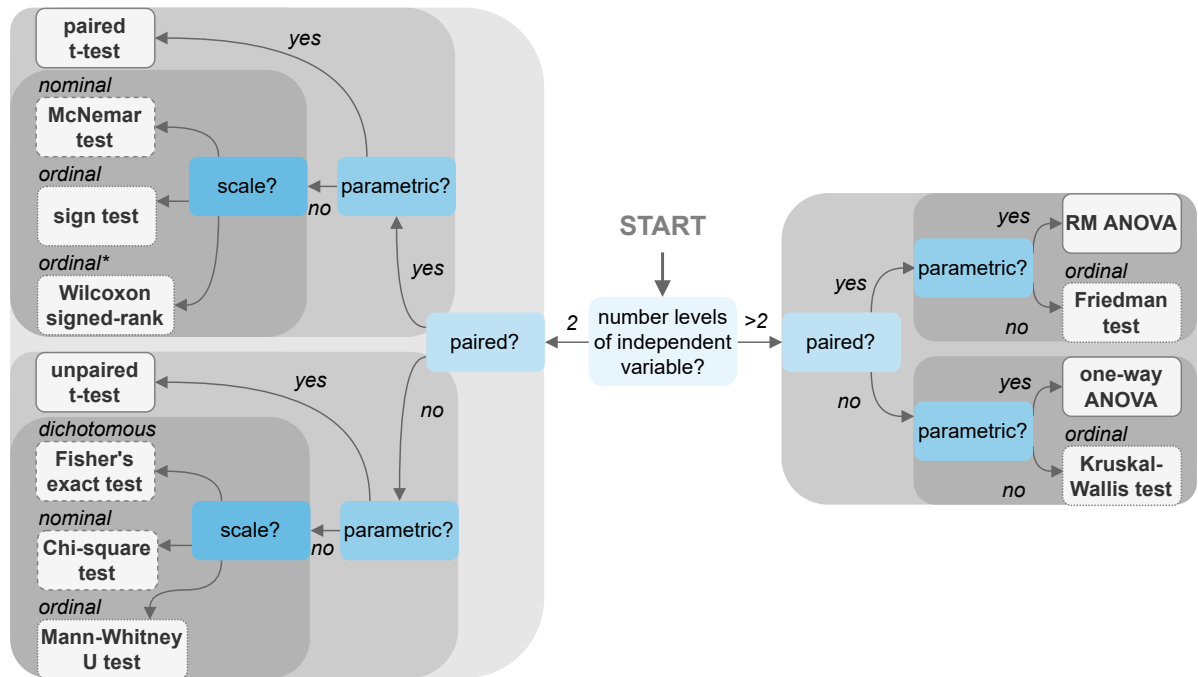 paired
t-test
yes
nominal
McNemar
test
ordinal
sign test
scale?
no
parametric?
ordinal*
Wilcoxon
signed-rank
yes
START
number levels
of independent
variable?
2
>2
paired?
unpaired
t-test
yes
no
dichotomous
Fisher's
exact test
nominal
Chi-square
test
scale?
no
parametric?
ordinal
Mann-Whitney
U test
paired?
yes
parametric?
yes
RM ANOVA
ordinal
Friedman
test
no
no
parametric?
yes
one-way
ANOVA
ordinal
Kruskal-
Wallis test
no